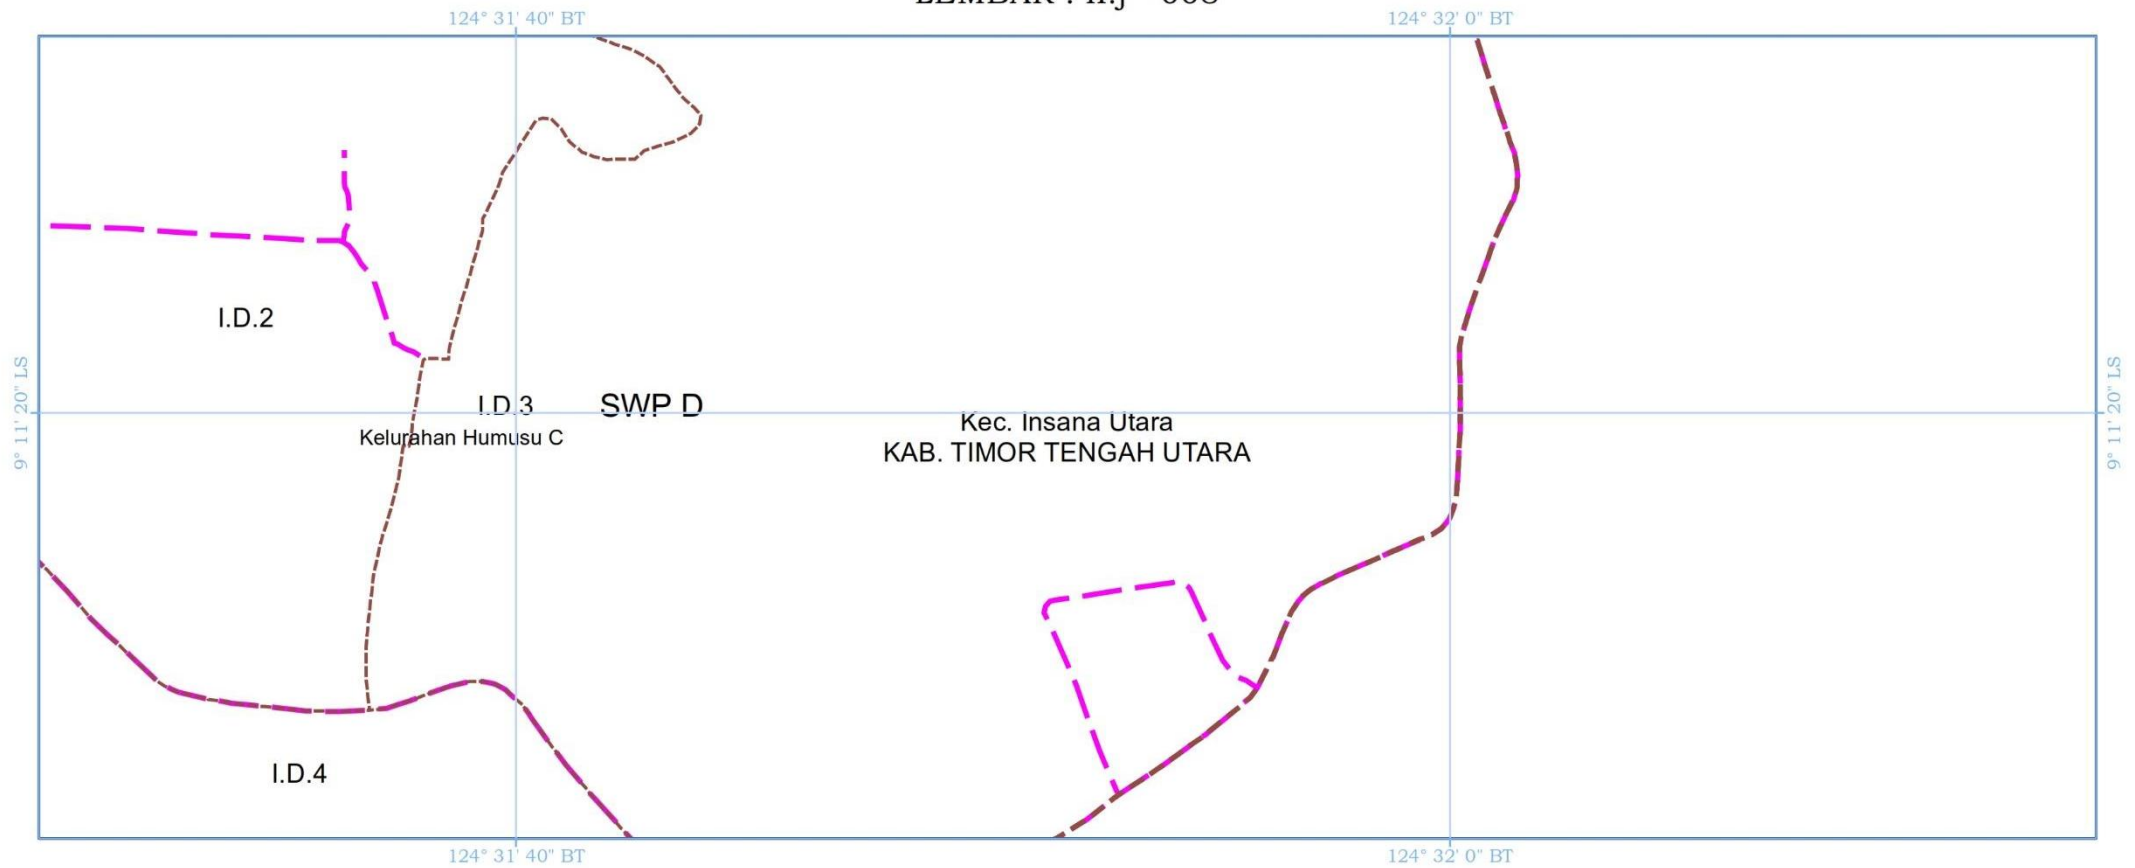 124° 31' 40" BT
124° 32' 0" BT
I.D.2
9° 11' 20" LS
I.D.3
SWP D
9° 11' 20" LS
Kelurahan Humusu C
Kec. Insana Utara
KAB. TIMOR TENGAH UTARA
I.D.4
124° 31' 40" BT
124° 32' 0" BT